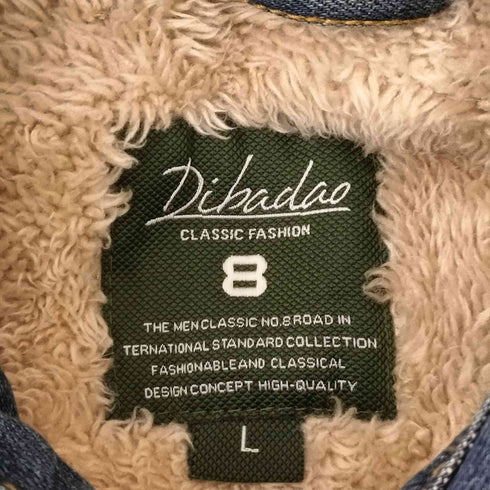 Dibadao
CLASSIC FASHION
8
THE MEN CLASSIC NO.8 ROAD IN
TERNATIONAL STANDARD COLLECTION
FASHIONABLEAND CLASSICAL
DESIGN CONCEPT HIGH-QUALITY
L